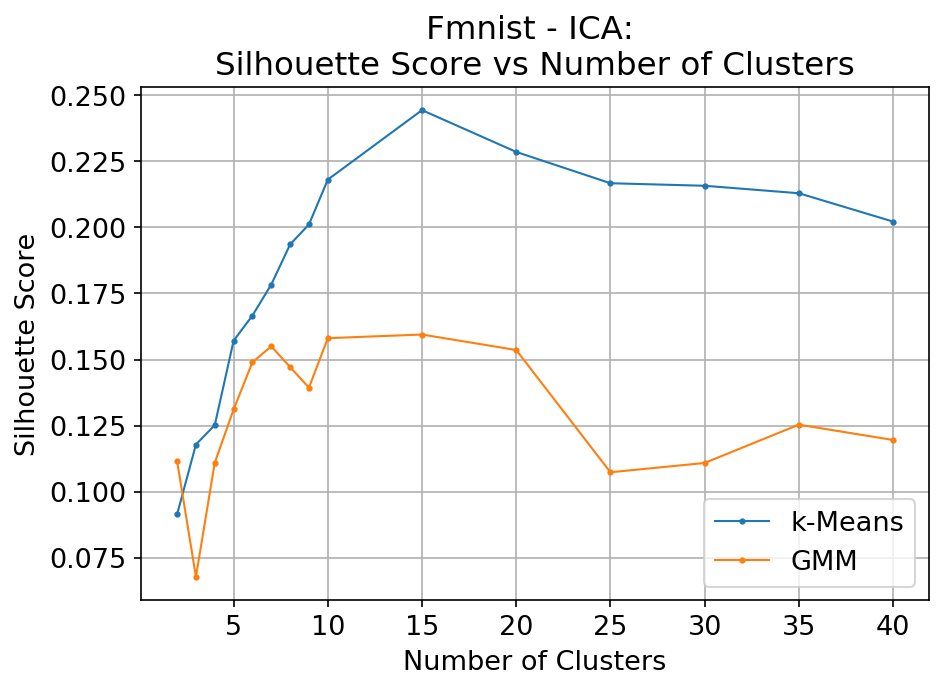 Fmnist - ICA:
Silhouette Score vs Number of Clusters
0.250
0.225
0.200
0.175
0.150
0.125
0.100
0.075
Silhouette Score
k-Means
GMM
5 10 15 20 25 30 35 40
Number of Clusters